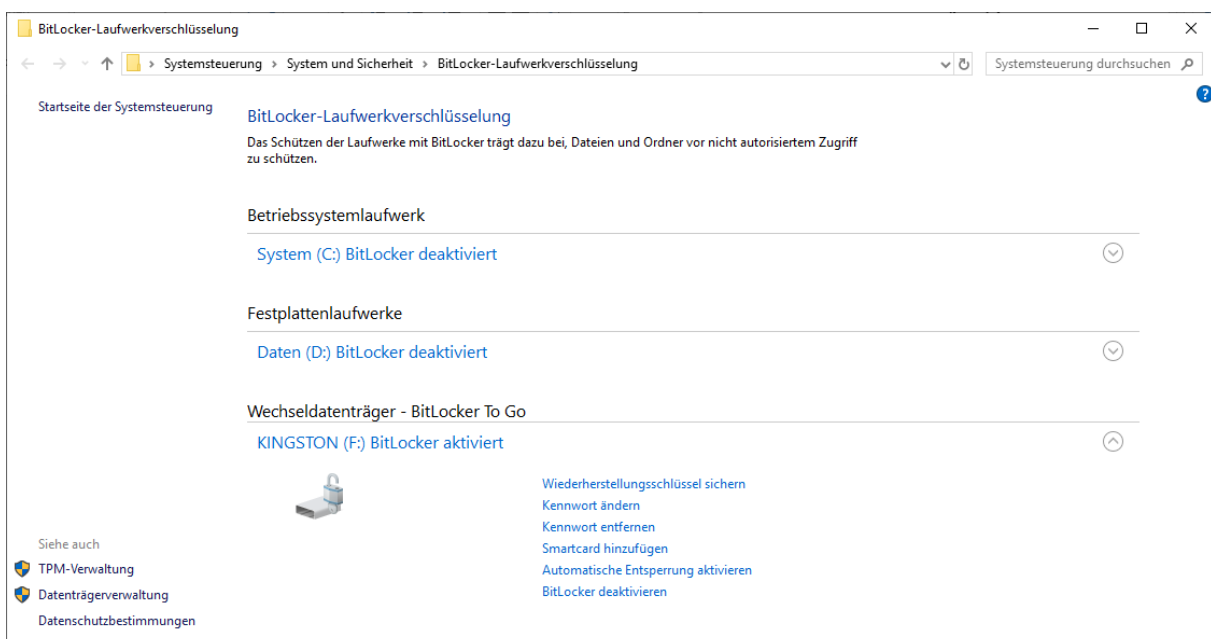 BitLocker-Laufwerkverschlüsselung
Systemsteuerung > System und Sicherheit > BitLocker-Laufwerkverschlüsselung
Systemsteuerung durchsuchen
?
Startseite der Systemsteuerung
BitLocker-Laufwerkverschlüsselung
Das Schützen der Laufwerke mit BitLocker trägt dazu bei, Dateien und Ordner vor nicht autorisiertem Zugriff
zu schützen.
Betriebssystemlaufwerk
System (C:) BitLocker deaktiviert
Festplattenlaufwerke
Daten (D:) BitLocker deaktiviert
Wechseldatenträger - BitLocker To Go
KINGSTON (F:) BitLocker aktiviert
Wiederherstellungsschlüssel sichern
Kennwort ändern
Kennwort entfernen
Smartcard hinzufügen
Automatische Entsperrung aktivieren
BitLocker deaktivieren
Siehe auch
TPM-Verwaltung
Datenträgerverwaltung
Datenschutzbestimmungen